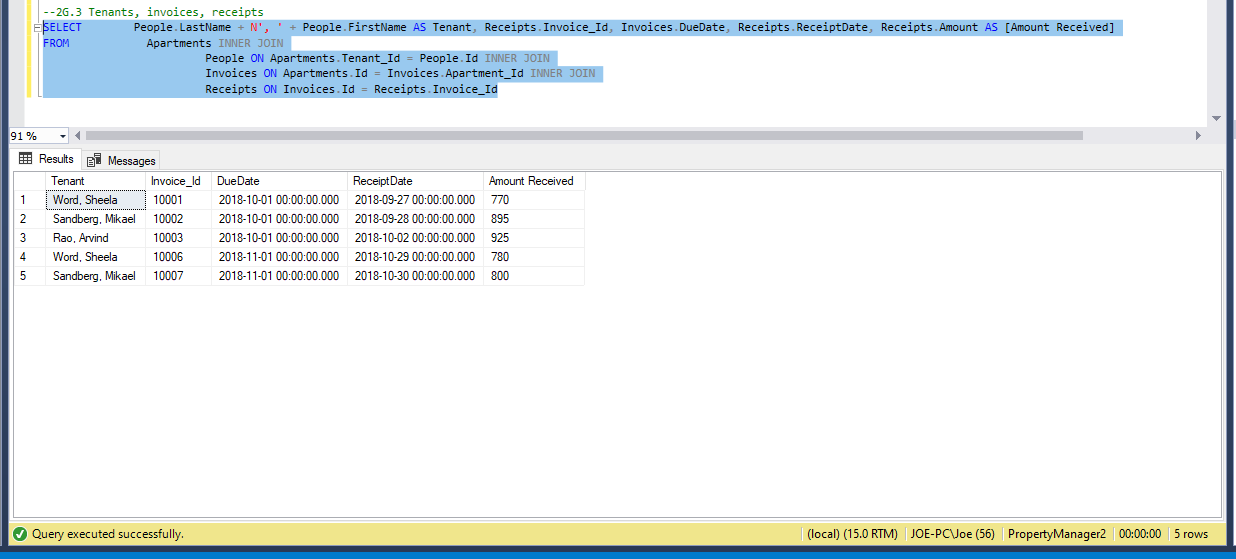 --2G.3 Tenants, invoices, receipts
SELECT People.LastName + N', ' + People.FirstName AS Tenant, Receipts.Invoice_Id, Invoices.DueDate, Receipts.ReceiptDate, Receipts.Amount AS [Amount Received]
FROM Apartments INNER JOIN
People ON Apartments.Tenant_Id = People.Id INNER JOIN
Invoices ON Apartments.Id = Invoices.Apartment_Id INNER JOIN
Receipts ON Invoices.Id = Receipts.Invoice_Id
91 %
Results Messages
Tenant Invoice_Id DueDate ReceiptDate Amount Received
1 Word, Sheela 10001 2018-10-01 00:00:00.000 2018-09-27 00:00:00.000 770
2 Sandberg, Mikael 10002 2018-10-01 00:00:00.000 2018-09-28 00:00:00.000 895
3 Rao, Arvind 10003 2018-10-01 00:00:00.000 2018-10-02 00:00:00.000 925
4 Word, Sheela 10006 2018-11-01 00:00:00.000 2018-10-29 00:00:00.000 780
5 Sandberg, Mikael 10007 2018-11-01 00:00:00.000 2018-10-30 00:00:00.000 800
Query executed successfully. (local) (15.0 RTM) JOE-PC\Joe (56) PropertyManager2 00:00:00 5 rows